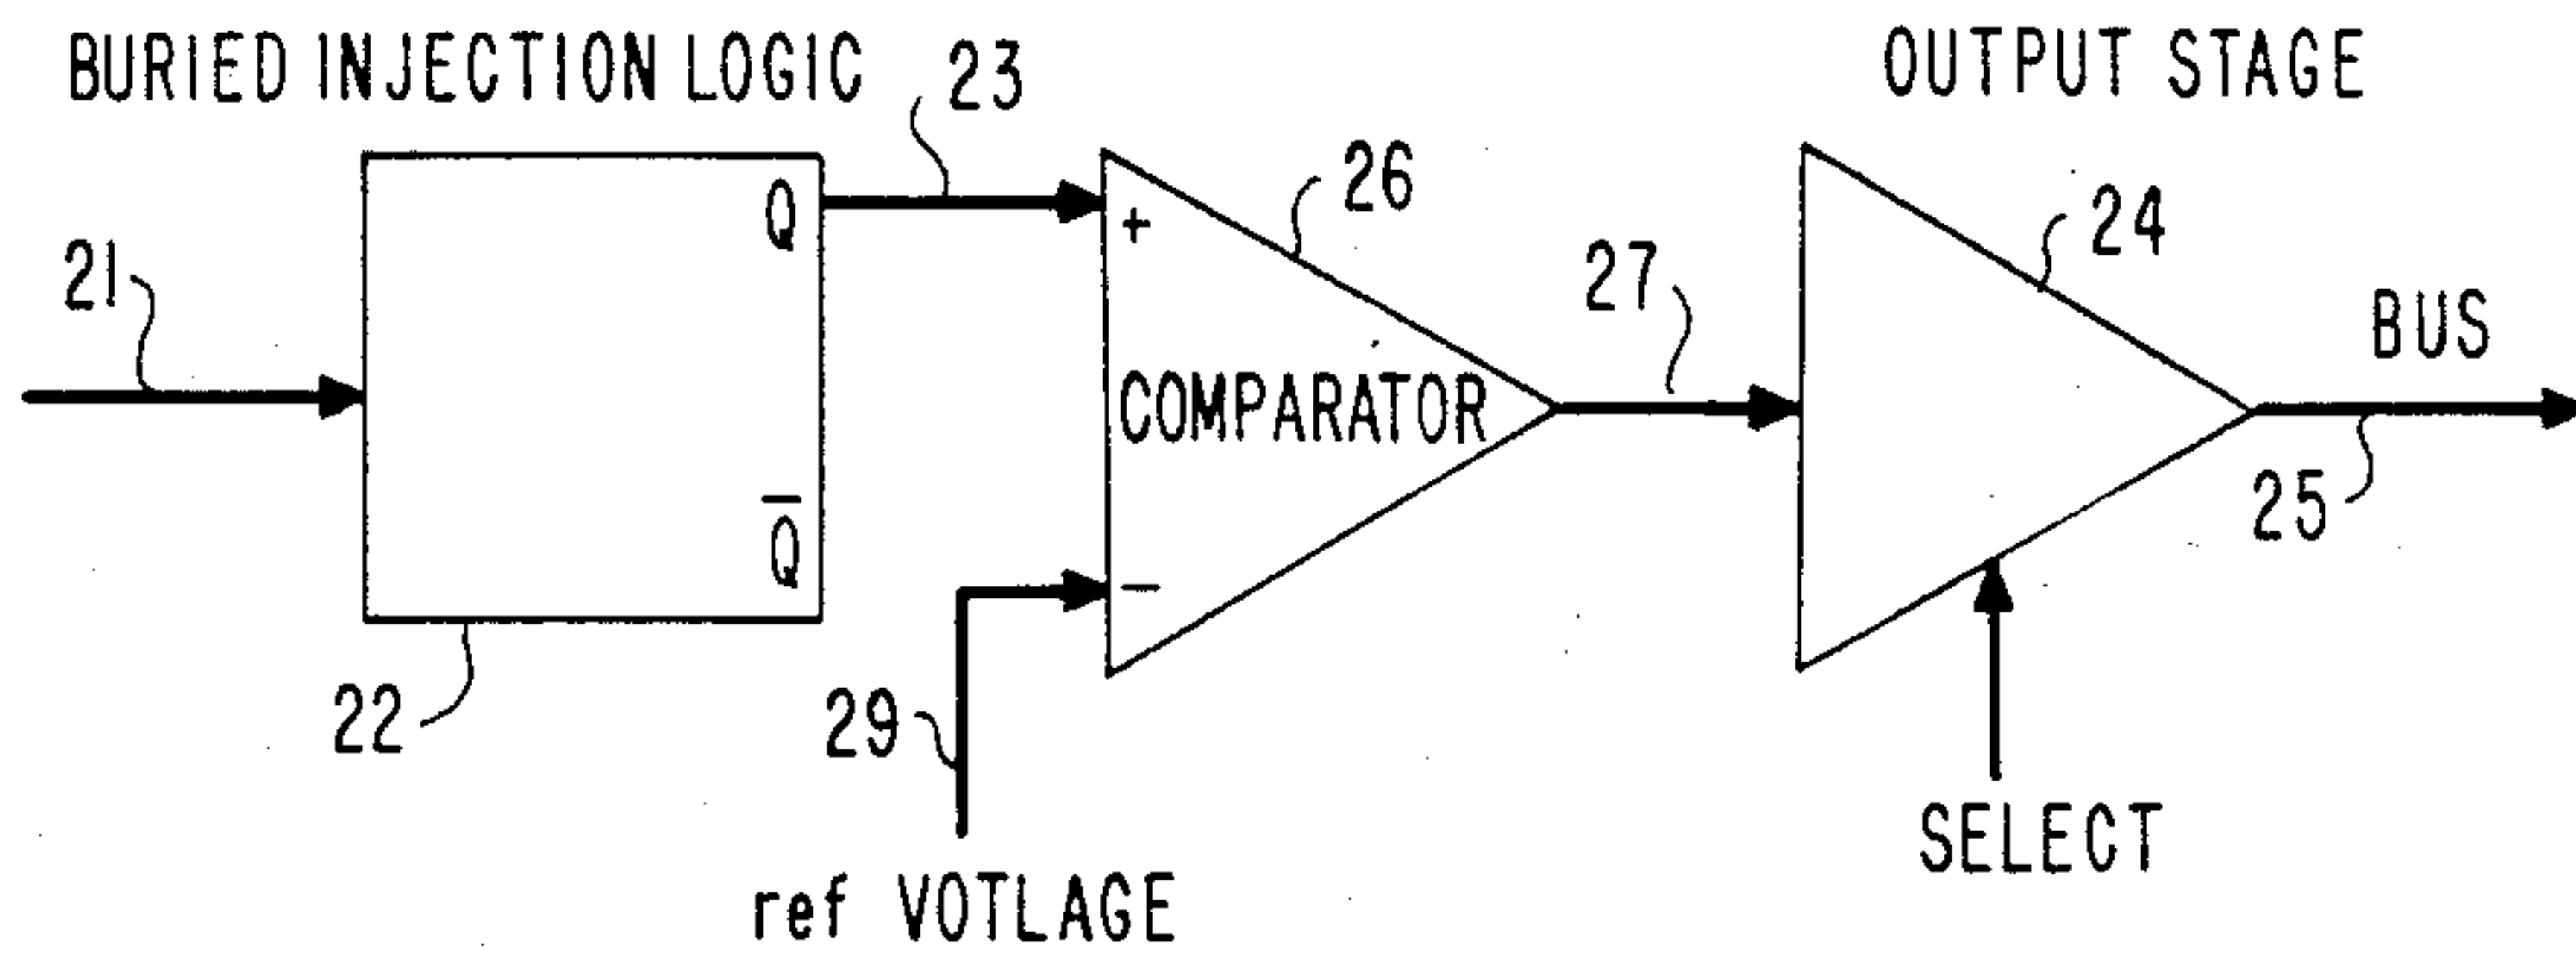 BURIED INJECTION LOGIC
23
OUTPUT STAGE
26
24
Q
+
21
27
BUS
COMPARATOR
25
Q̅
−
22
29
SELECT
ref VOTLAGE